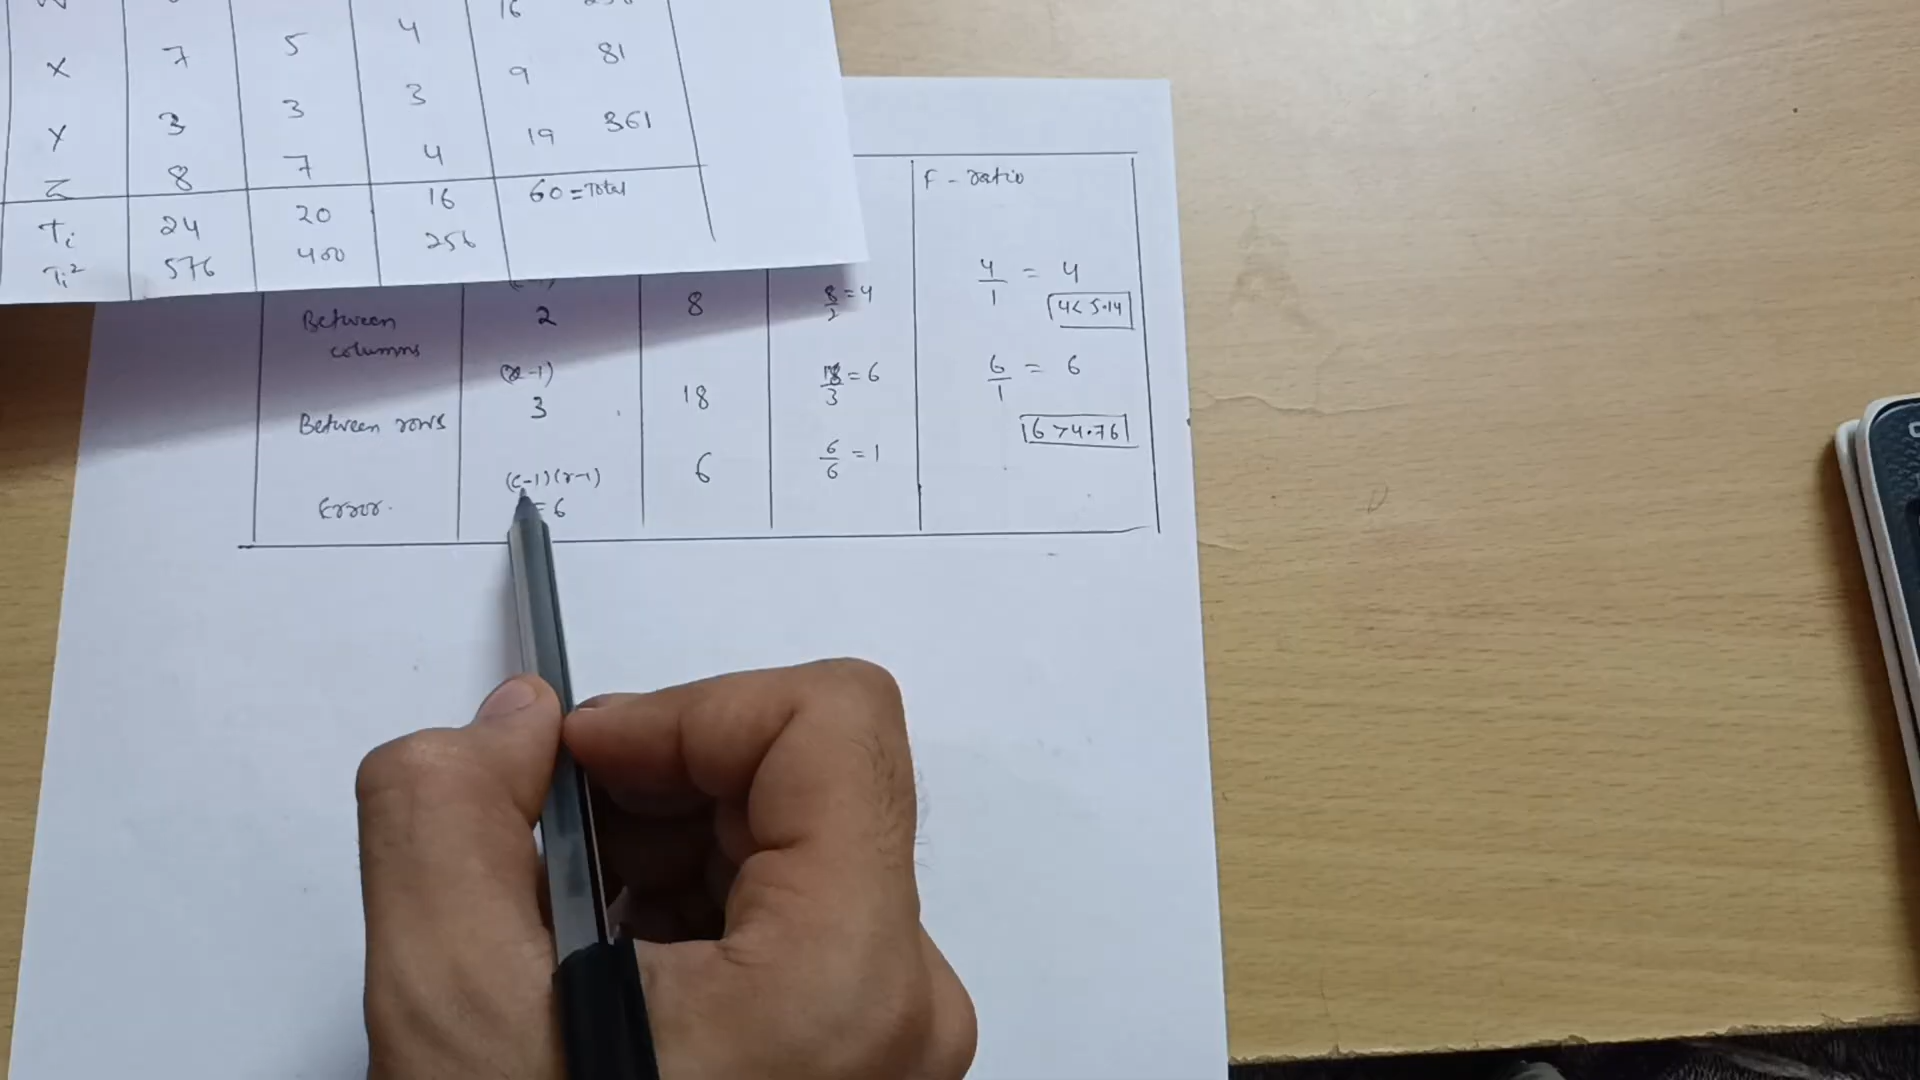 16
X 7 5 4 9 81
Y 3 3 3 19 361
Z 8 7 4
Ti 24 20 16 60 = Total
Ti² 576 400 256
F - ratio
Between columns 2 8 8/2 = 4 4/1 = 4
4 < 5.14
(r-1)
Between rows 3 18 18/3 = 6 6/1 = 6
6 > 4.76
(c-1)(r-1)
Error. = 6 6 6/6 = 1